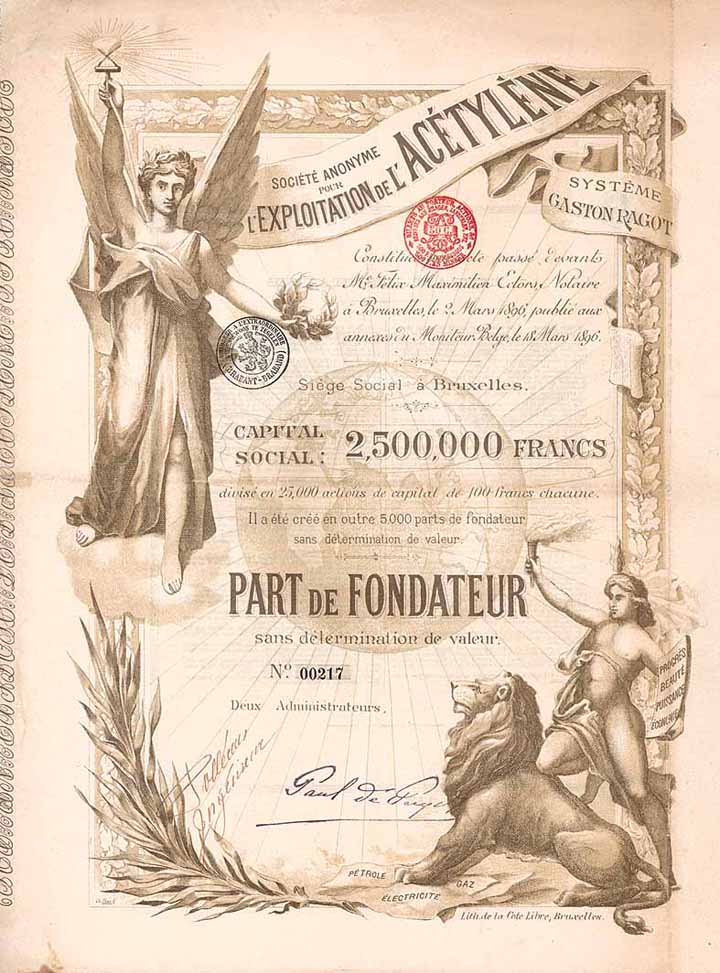 SOCIÉTÉ ANONYME
POUR
L'EXPLOITATION DE L'ACÉTYLÈNE
SYSTÈME
GASTON RAGOT
passé devant
Me. Félix Maximilien Ectors, Notaire
à Bruxelles, le 2 Mars 1896, publié aux
annexes du Moniteur Belge, le 18 Mars 1896.
Siège Social à Bruxelles.
CAPITAL
SOCIAL: 2,500,000 FRANCS
divisé en 25,000 actions de capital de 100 francs chacune.
Il a été créé en outre 5.000 parts de fondateur
sans détermination de valeur.
PART DE FONDATEUR
sans détermination de valeur.
No. 00217
Deux Administrateurs,
Ingénieur
Paul de
PROGRÈS
BEAUTÉ
PUISSANCE
ÉCONOMIE
PÉTROLE
GAZ
ÉLECTRICITÉ
Lith. de la Cote Libre, Bruxelles.